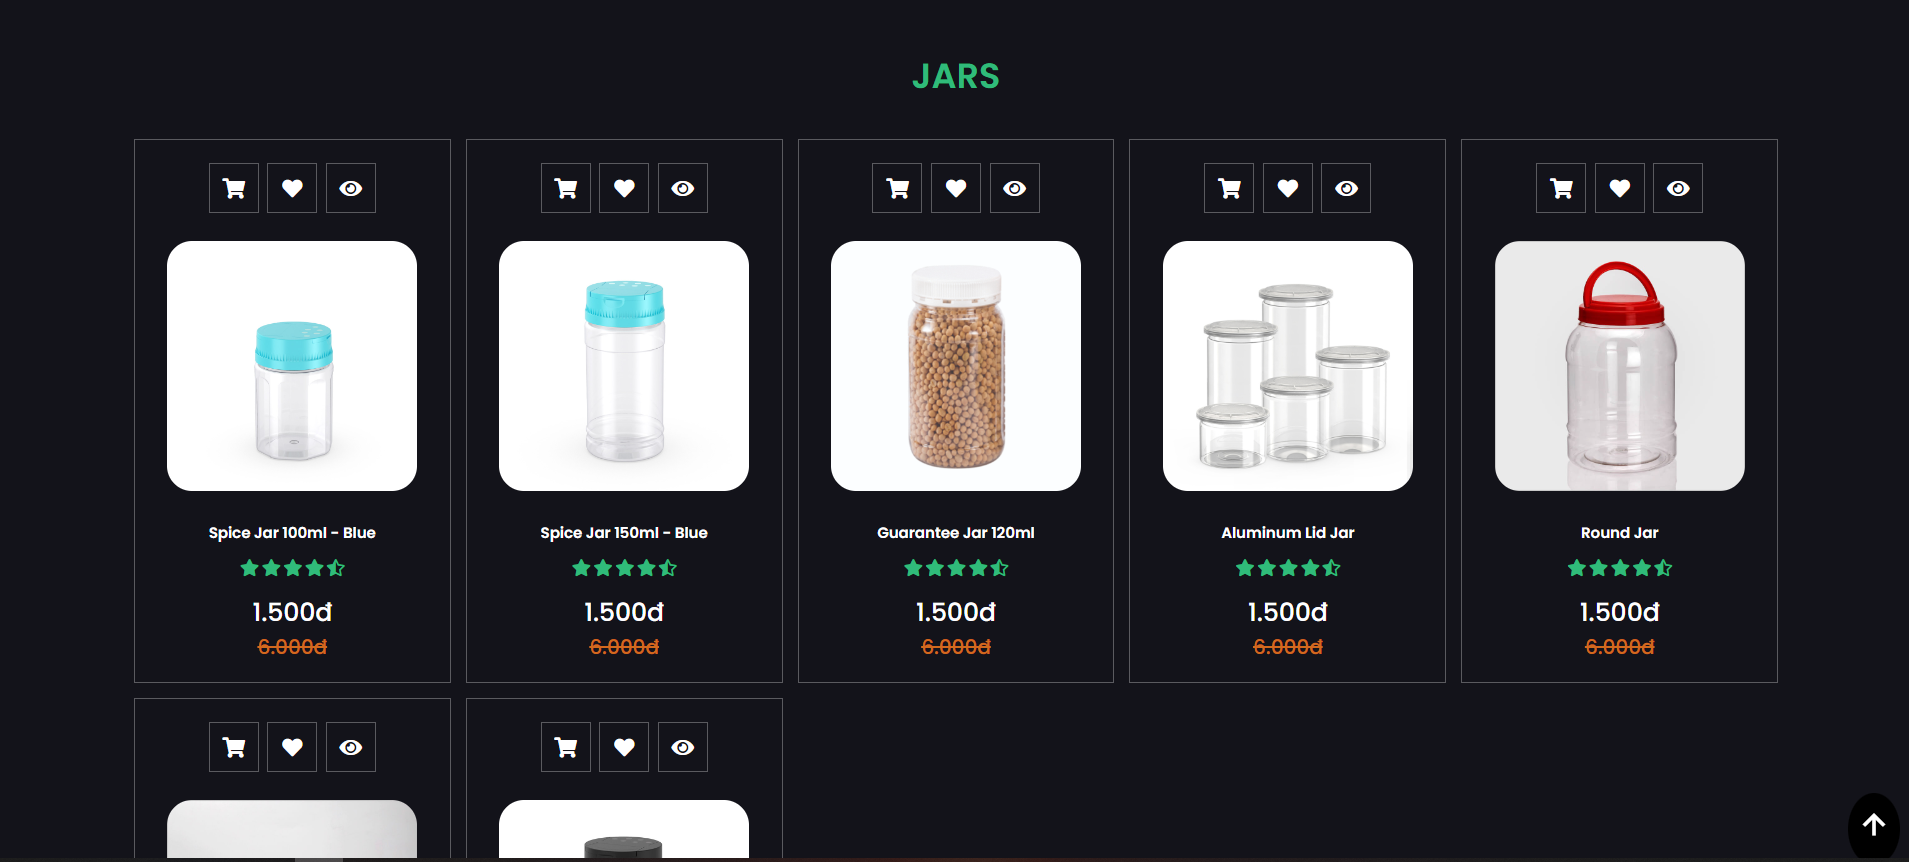 JARS
Spice Jar 100ml - Blue
1.500đ
6.000đ
Spice Jar 150ml - Blue
1.500đ
6.000đ
Guarantee Jar 120ml
1.500đ
6.000đ
Aluminum Lid Jar
1.500đ
6.000đ
Round Jar
1.500đ
6.000đ